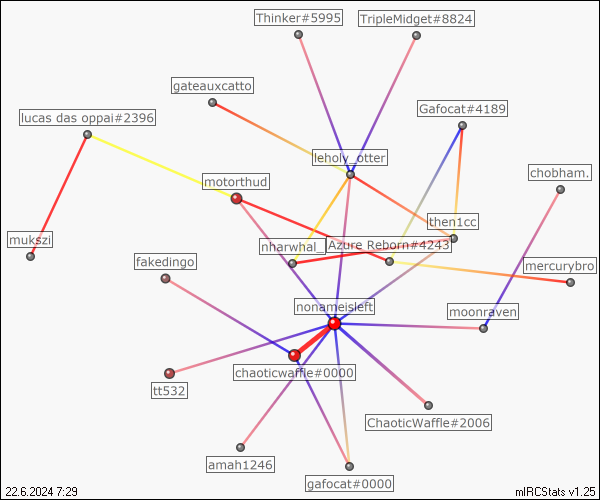 Thinker#5995
TripleMidget#8824
gateauxcatto
Gafocat#4189
lucas das oppai#2396
leholy_otter
chobham.
motorthud
then1cc
mukszi
nharwhal_
Azure Reborn#4243
fakedingo
mercurybro
nonameisleft
moonraven
chaoticwaffle#0000
tt532
ChaoticWaffle#2006
amah1246
gafocat#0000
22.6.2024 7:29
mIRCStats v1.25